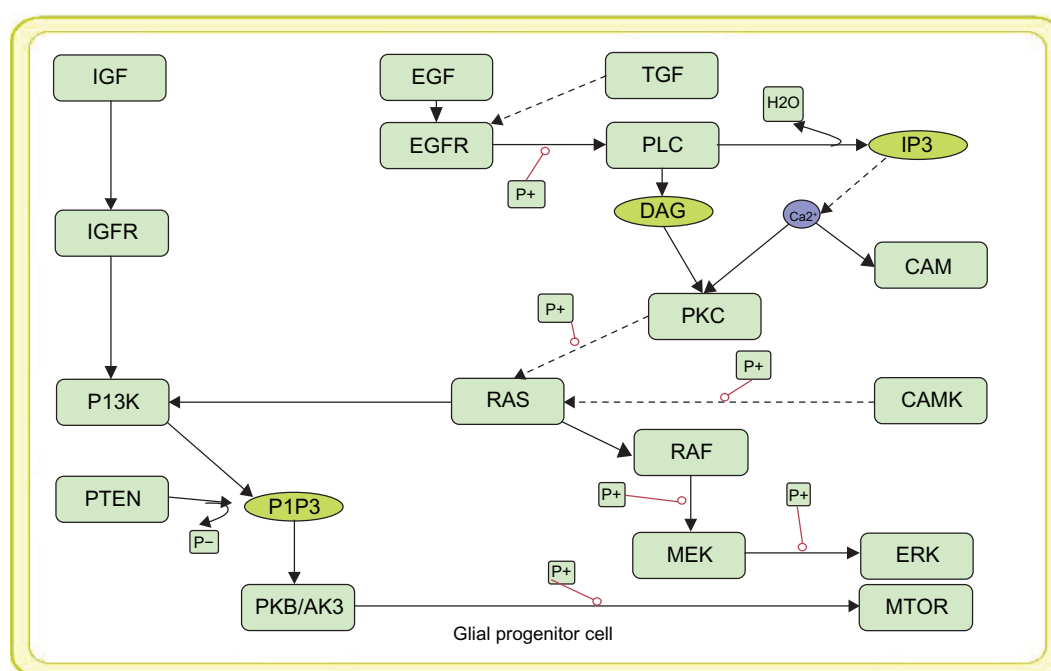 IGF
EGF
TGF
H2O
EGFR
PLC
IP3
P+
DAG
Ca2+
IGFR
CAM
P+
PKC
P+
P13K
RAS
CAMK
RAF
PTEN
P1P3
P+
P+
P−
MEK
ERK
P+
PKB/AK3
MTOR
Glial progenitor cell